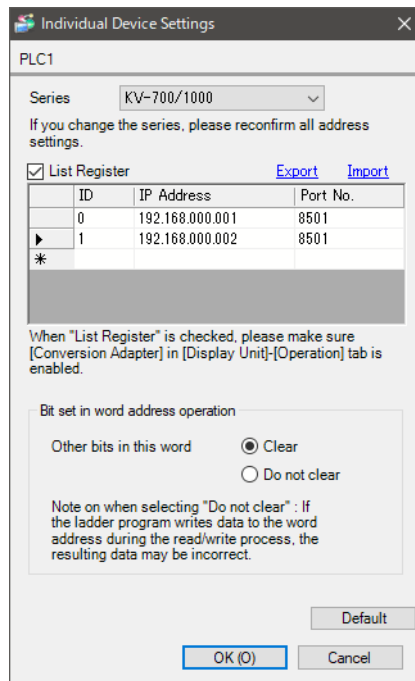 Individual Device Settings
PLC1
Series KV-700/1000
If you change the series, please reconfirm all address
settings.
List Register Export Import
ID IP Address Port No.
0 192.168.000.001 8501
1 192.168.000.002 8501
When "List Register" is checked, please make sure
[Conversion Adapter] in [Display Unit]-[Operation] tab is
enabled.
Bit set in word address operation
Other bits in this word Clear
Do not clear
Note on when selecting "Do not clear" : If
the ladder program writes data to the word
address during the read/write process, the
resulting data may be incorrect.
Default
OK (O) Cancel